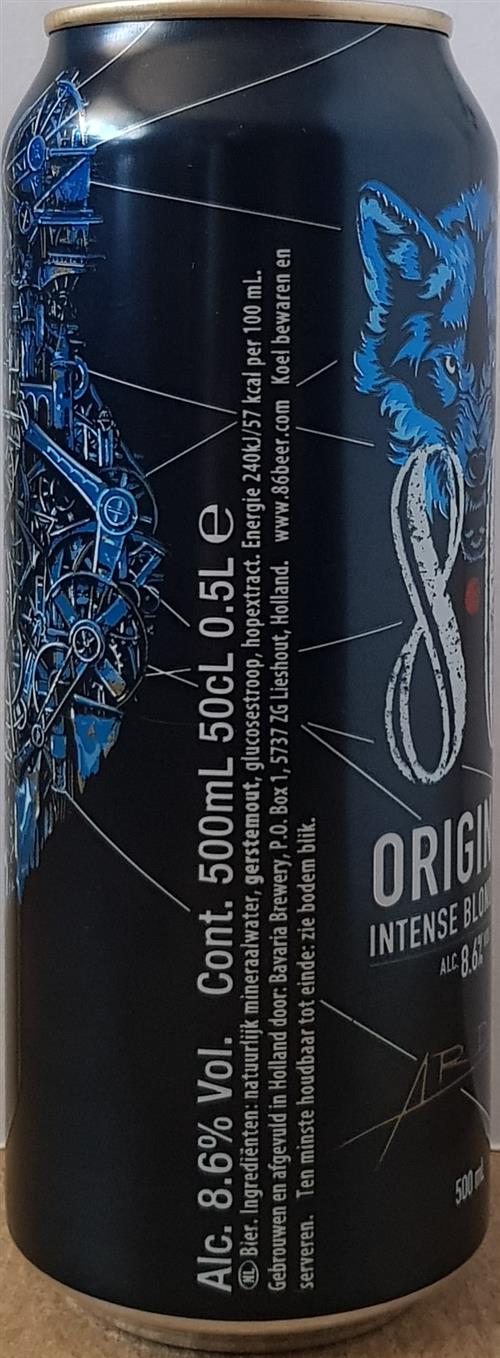 Alc. 8.6% Vol. Cont. 500mL 50cL 0.5L e
NL Bier. Ingrediënten: natuurlijk mineraalwater, gerstemout, glucosestroop, hopextract. Energie 240kJ/57 kcal per 100 mL.
Gebrouwen en afgevuld in Holland door: Bavaria Brewery, P.O. Box 1, 5737 ZG Lieshout, Holland. www.86beer.com Koel bewaren en
serveren. Ten minste houdbaar tot einde: zie bodem blik.
8.
ORIGIN
INTENSE BLON
ALC. 8.6%
500 mL